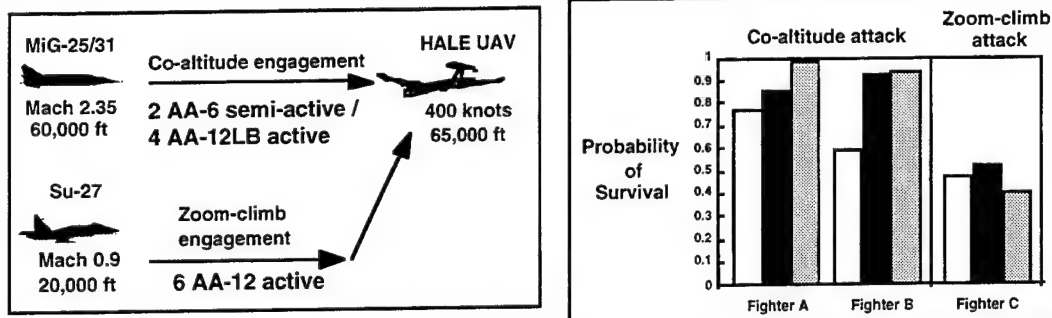 MiG-25/31
Mach 2.35
60,000 ft
Co-altitude engagement
2 AA-6 semi-active /
4 AA-12LB active
HALE UAV
400 knots
65,000 ft
Su-27
Mach 0.9
20,000 ft
Zoom-climb
engagement
6 AA-12 active
Co-altitude attack
Zoom-climb
attack
Probability
of
Survival
1
0.9
0.8
0.7
0.6
0.5
0.4
0.3
0.2
0.1
0
Fighter A
Fighter B
Fighter C